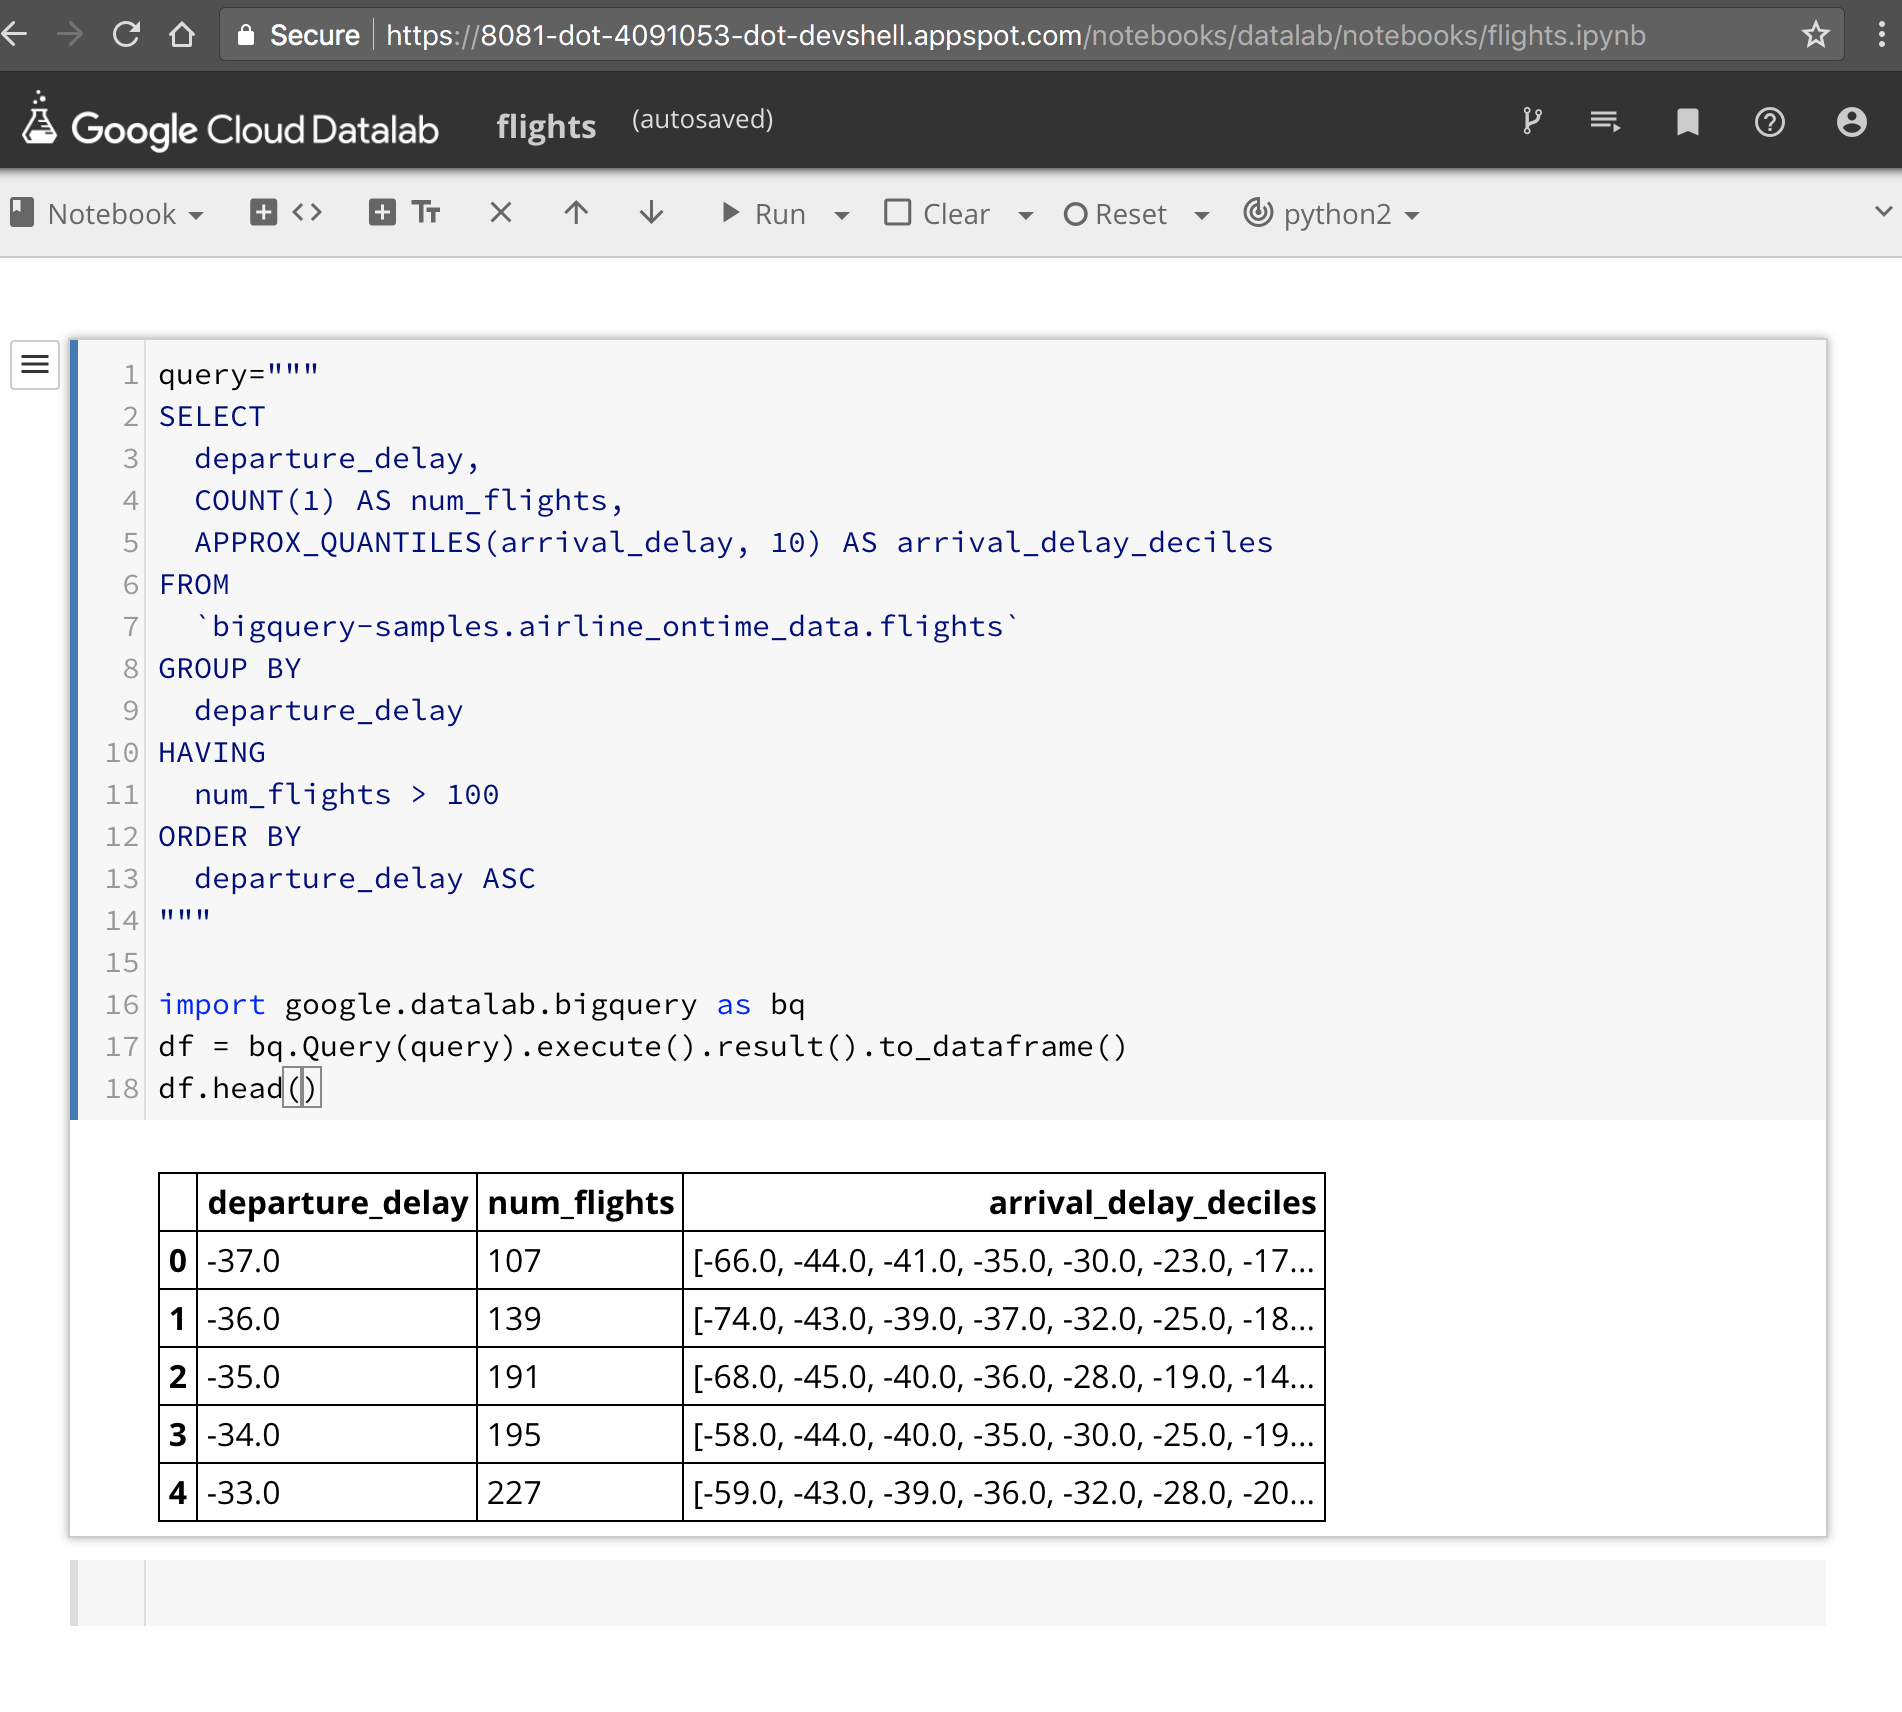 Secure https://8081-dot-4091053-dot-devshell.appspot.com/notebooks/datalab/notebooks/flights.ipynb
Google Cloud Datalab flights (autosaved)
Notebook Tт Run Clear Reset python2
1 query="""
2 SELECT
3   departure_delay,
4   COUNT(1) AS num_flights,
5   APPROX_QUANTILES(arrival_delay, 10) AS arrival_delay_deciles
6 FROM
7   `bigquery-samples.airline_ontime_data.flights`
8 GROUP BY
9   departure_delay
10 HAVING
11   num_flights > 100
12 ORDER BY
13   departure_delay ASC
14 """
15
16 import google.datalab.bigquery as bq
17 df = bq.Query(query).execute().result().to_dataframe()
18 df.head()
departure_delay num_flights arrival_delay_deciles
0 -37.0 107 [-66.0, -44.0, -41.0, -35.0, -30.0, -23.0, -17...
1 -36.0 139 [-74.0, -43.0, -39.0, -37.0, -32.0, -25.0, -18...
2 -35.0 191 [-68.0, -45.0, -40.0, -36.0, -28.0, -19.0, -14...
3 -34.0 195 [-58.0, -44.0, -40.0, -35.0, -30.0, -25.0, -19...
4 -33.0 227 [-59.0, -43.0, -39.0, -36.0, -32.0, -28.0, -20...